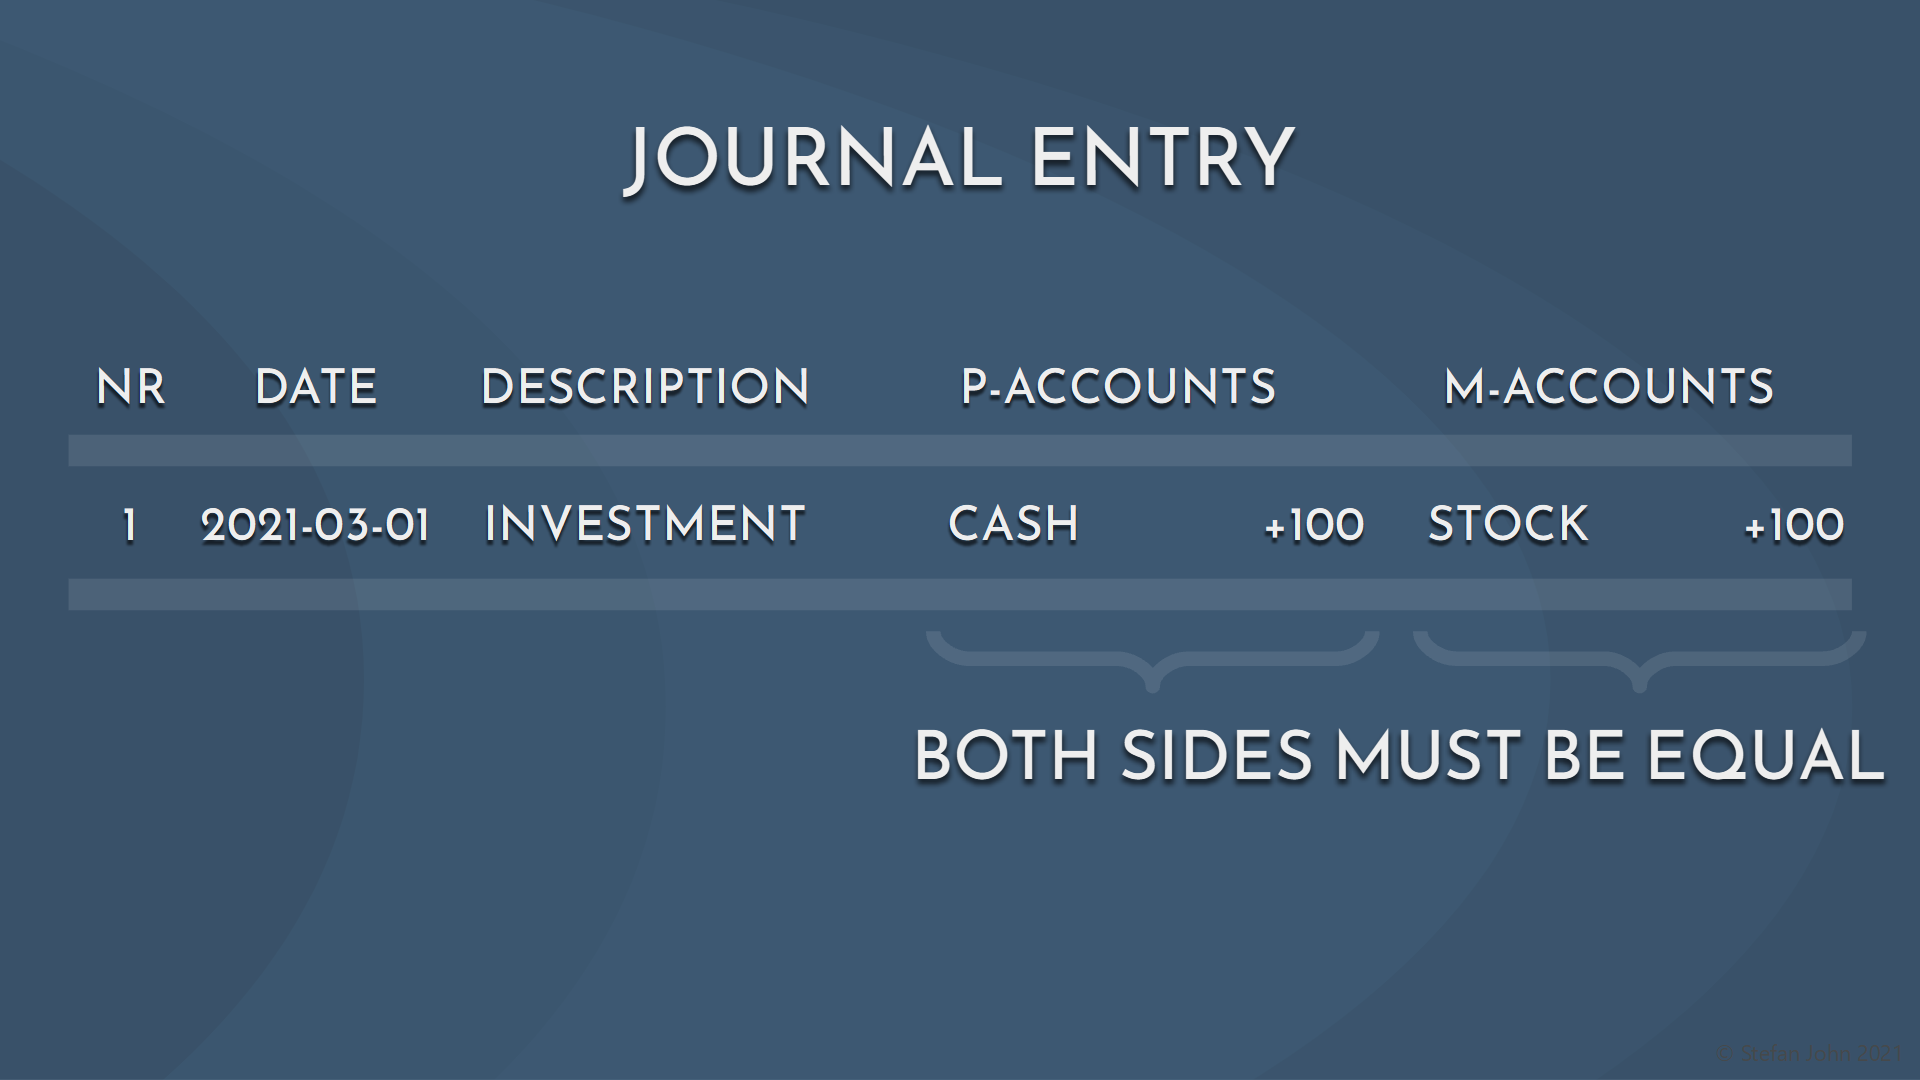 JOURNAL ENTRY
NR DATE DESCRIPTION P-ACCOUNTS M-ACCOUNTS
1 2021-03-01 INVESTMENT CASH +100 STOCK +100
BOTH SIDES MUST BE EQUAL
© Stefan John 2021